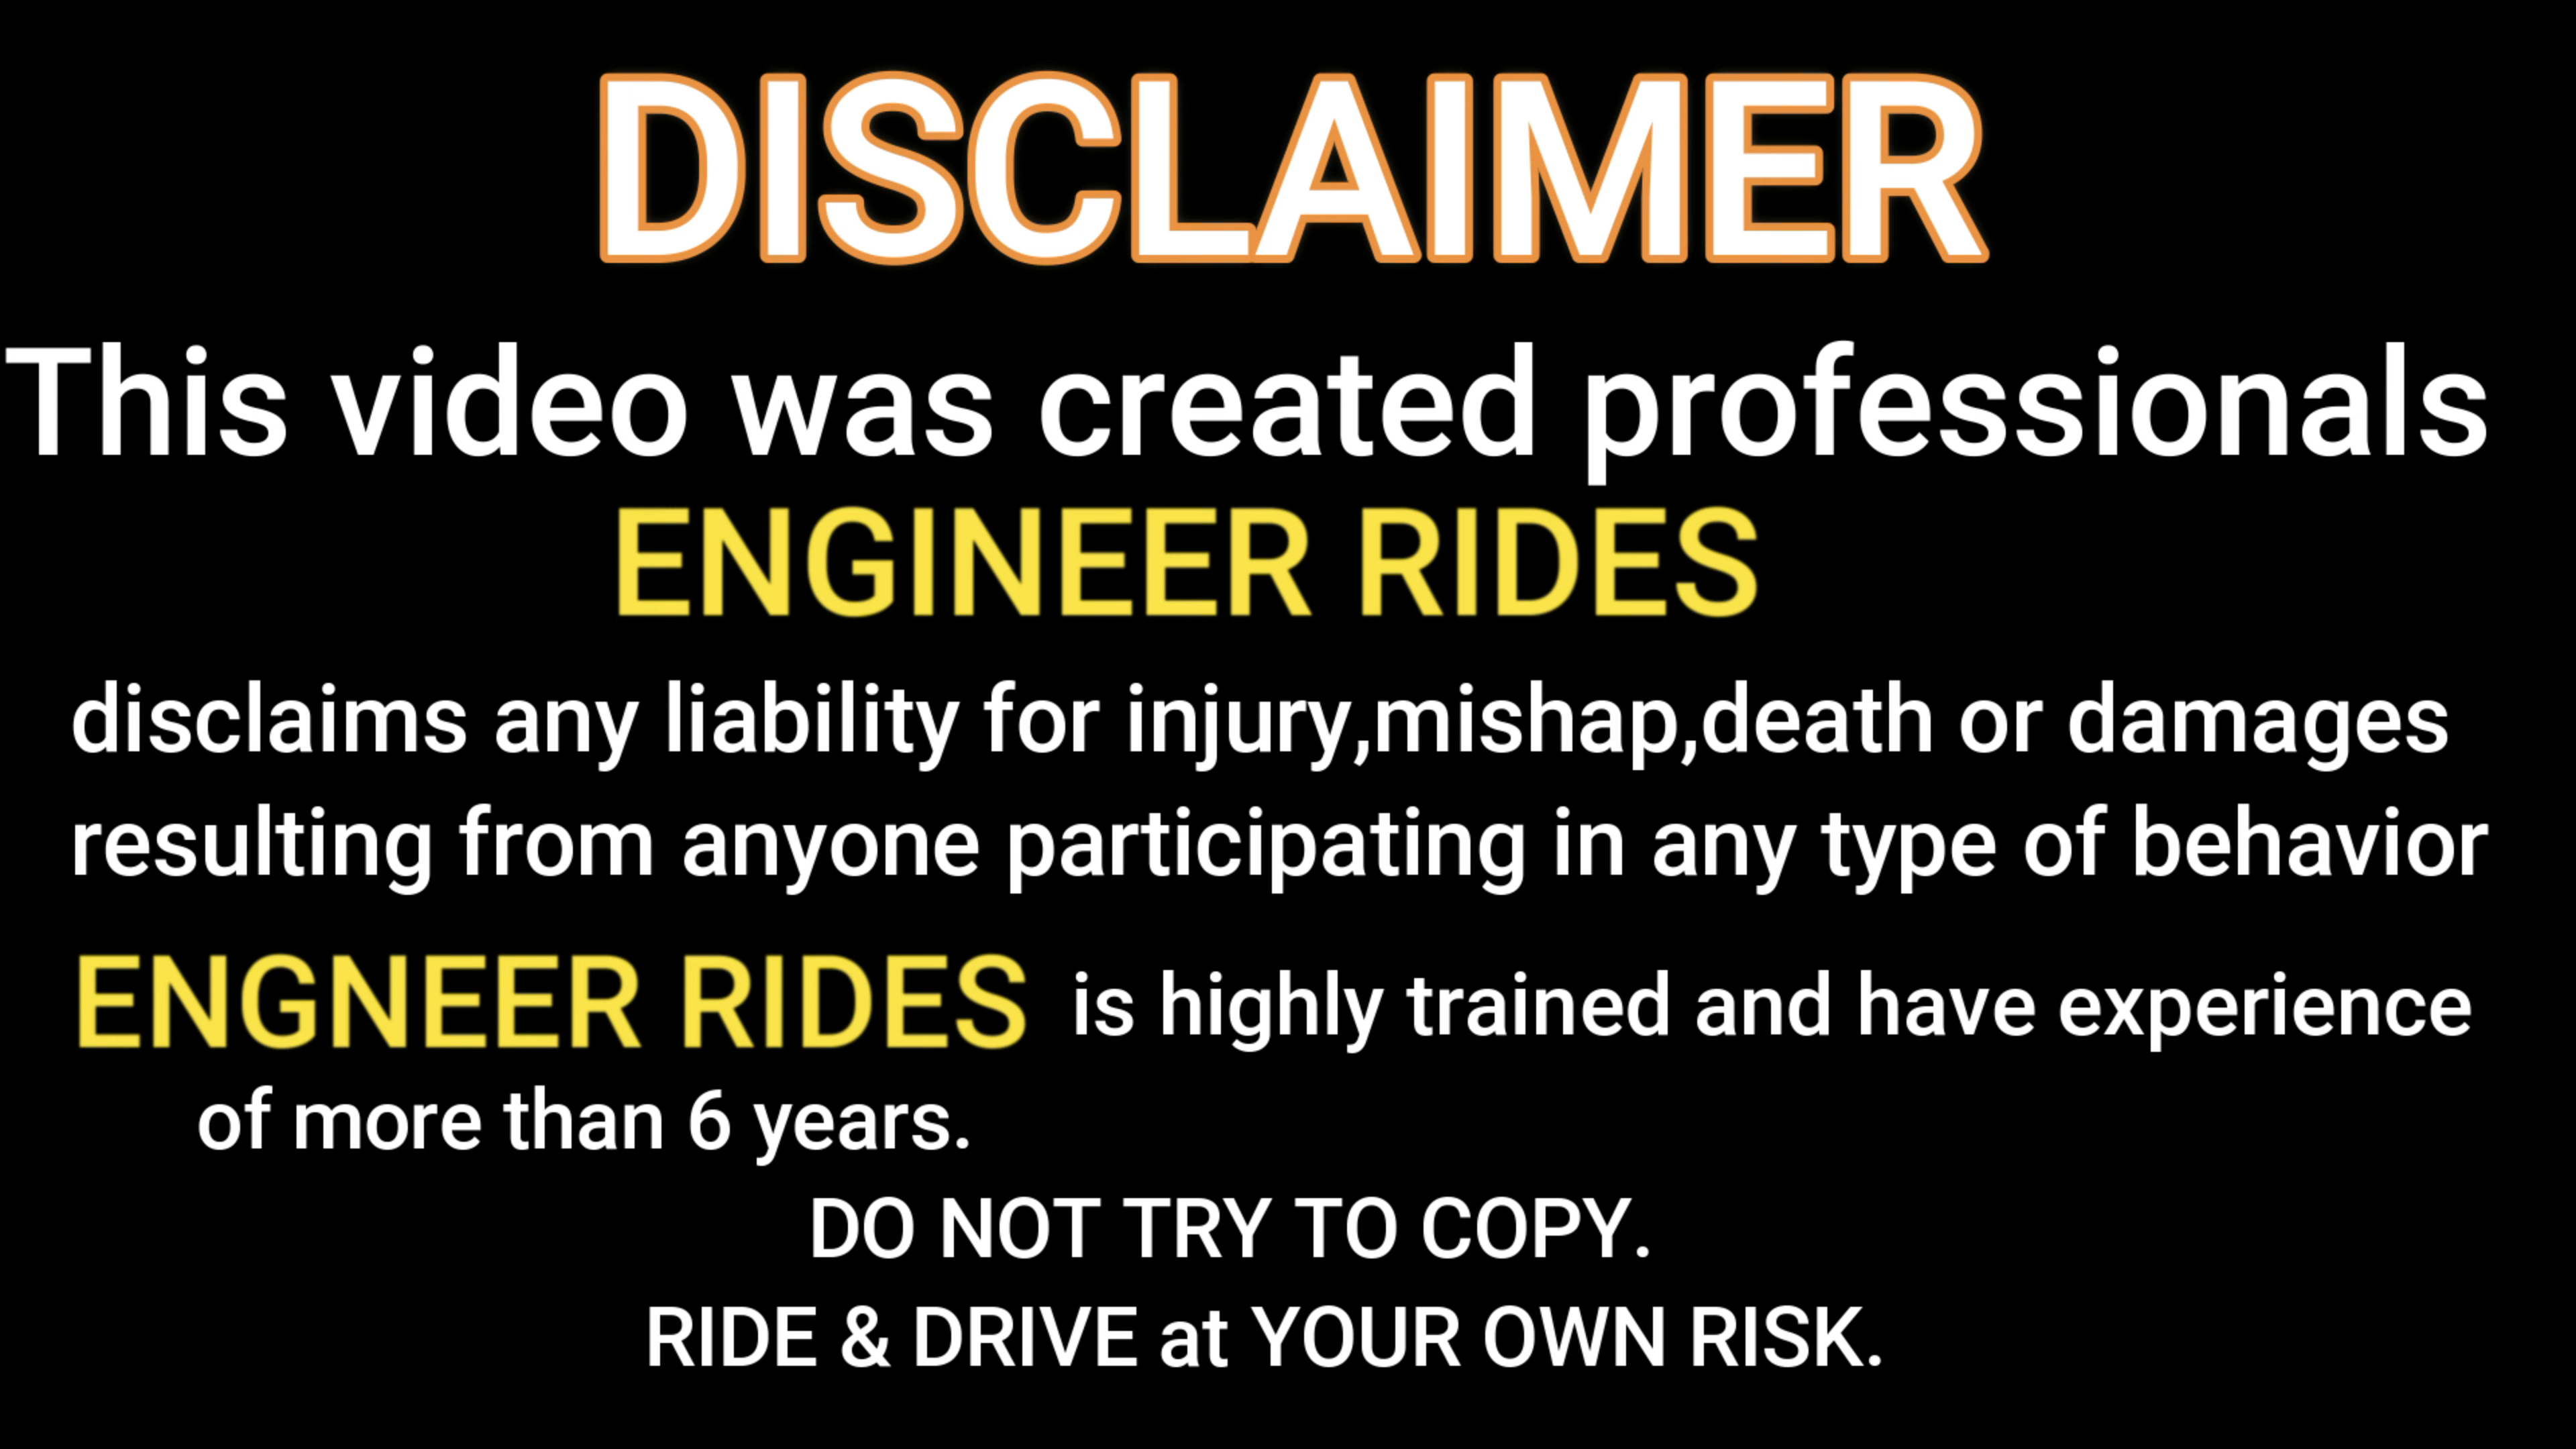 DISCLAIMER
This video was created professionals
ENGINEER RIDES
disclaims any liability for injury,mishap,death or damages
resulting from anyone participating in any type of behavior
ENGNEER RIDES is highly trained and have experience
of more than 6 years.
DO NOT TRY TO COPY.
RIDE & DRIVE at YOUR OWN RISK.